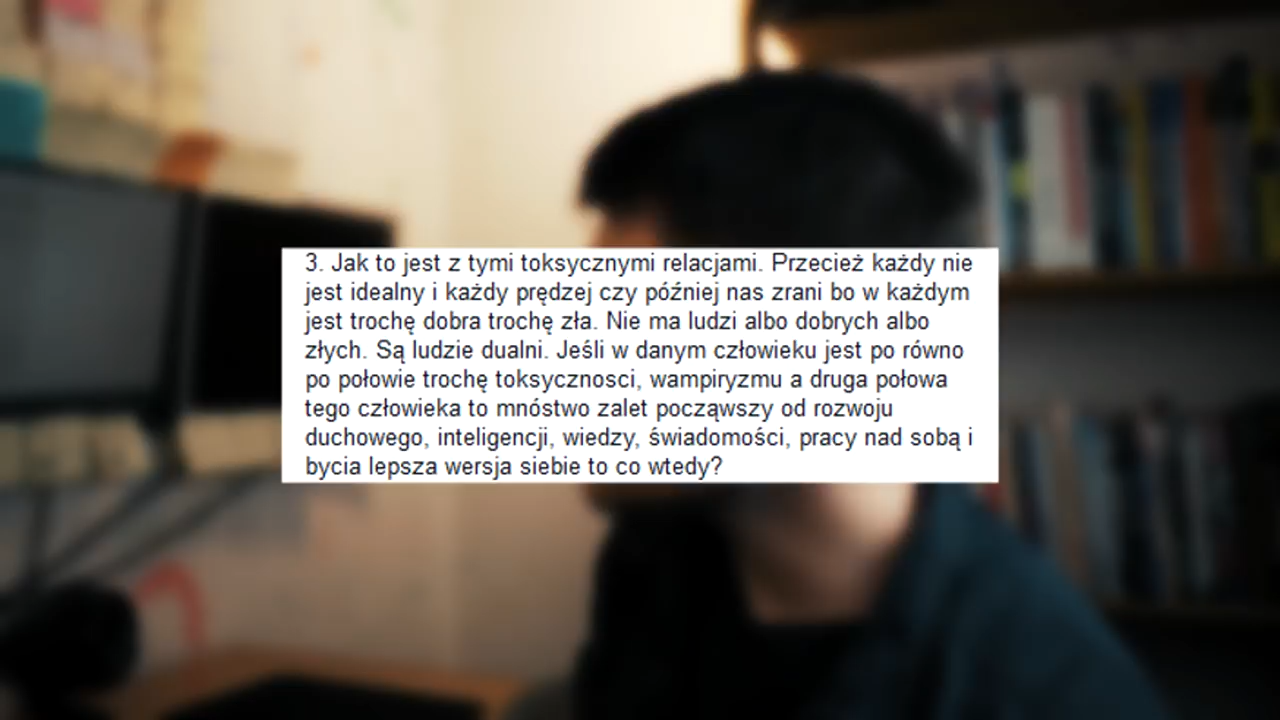 3. Jak to jest z tymi toksycznymi relacjami. Przecież każdy nie
jest idealny i każdy prędzej czy później nas zrani bo w każdym
jest trochę dobra trochę zła. Nie ma ludzi albo dobrych albo
złych. Są ludzie dualni. Jeśli w danym człowieku jest po równo
po połowie trochę toksycznosci, wampiryzmu a druga połowa
tego człowieka to mnóstwo zalet począwszy od rozwoju
duchowego, inteligencji, wiedzy, świadomości, pracy nad sobą i
bycia lepsza wersja siebie to co wtedy?